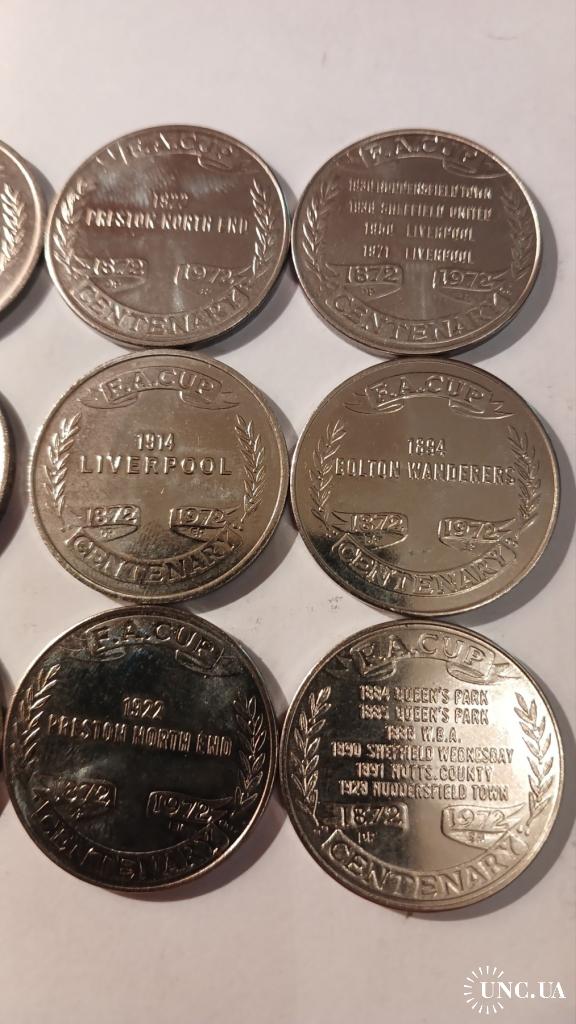 F.A. CUP
1922
PRESTON NORTH END
1872 1972
CENTENARY
F.A. CUP
HUDDERSFIELD TOWN
SHEFFIELD UNITED
LIVERPOOL
1971 LIVERPOOL
1872 1972
CENTENARY
F.A. CUP
1914
LIVERPOOL
1872 1972
CENTENARY
F.A. CUP
1894
BOLTON WANDERERS
1872 1972
CENTENARY
F.A. CUP
1922
PRESTON NORTH END
1872 1972
CENTENARY
F.A. CUP
1884 QUEEN'S PARK
1885 QUEEN'S PARK
W.B.A.
1890 SHEFFIELD WEDNESDAY
1891 NOTTS. COUNTY
HUDDERSFIELD TOWN
1872 1972
CENTENARY
UNC.UA